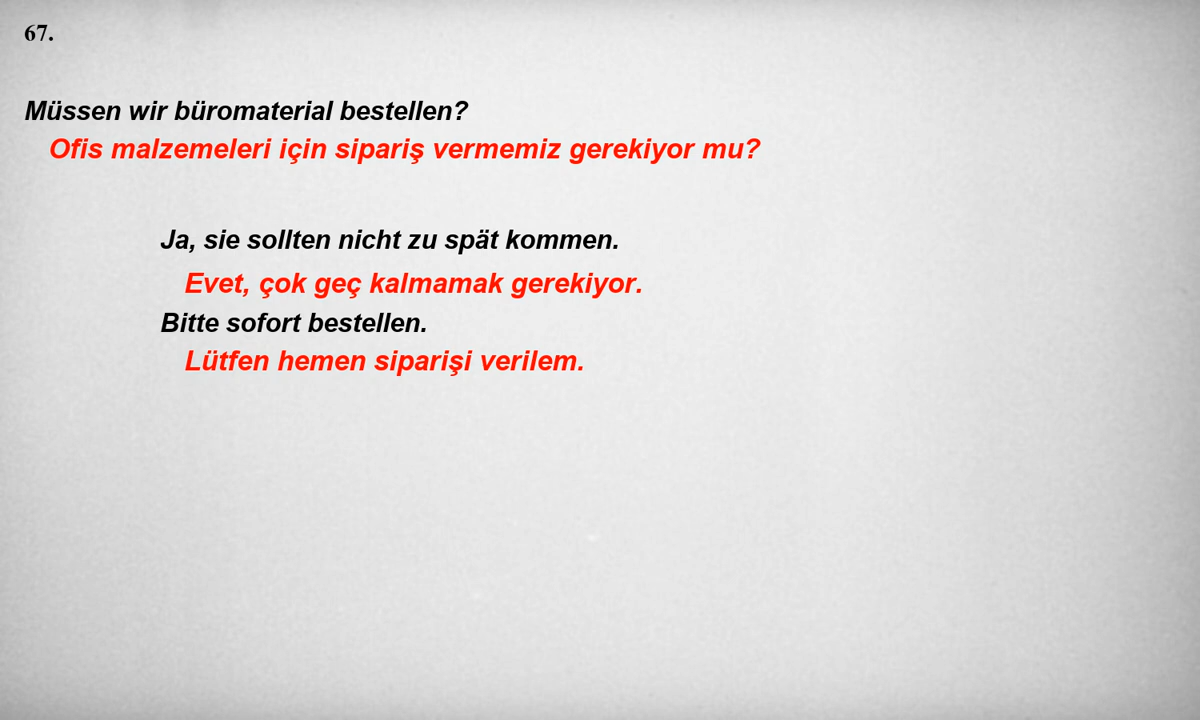 67.
Müssen wir büromaterial bestellen?
Ofis malzemeleri için sipariş vermemiz gerekiyor mu?
Ja, sie sollten nicht zu spät kommen.
Evet, çok geç kalmamak gerekiyor.
Bitte sofort bestellen.
Lütfen hemen siparişi verilem.